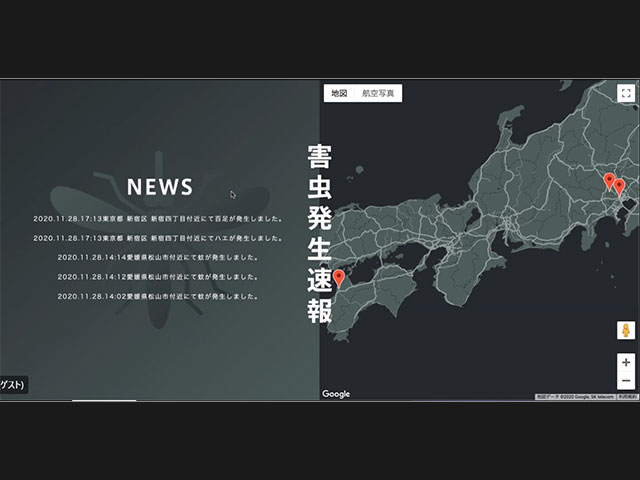 NEWS
2020.11.28.17:13東京都 新宿区 新宿四丁目付近にて百足が発生しました。
2020.11.28.17:13東京都 新宿区 新宿四丁目付近にてハエが発生しました。
2020.11.28.14:14愛媛県松山市付近にて蚊が発生しました。
2020.11.28.14:12愛媛県松山市付近にて蚊が発生しました。
2020.11.28.14:02愛媛県松山市付近にて蚊が発生しました。
ゲスト)
害虫発生速報
地図 航空写真
Google
地図データ ©2020 Google, SK telecom 利用規約